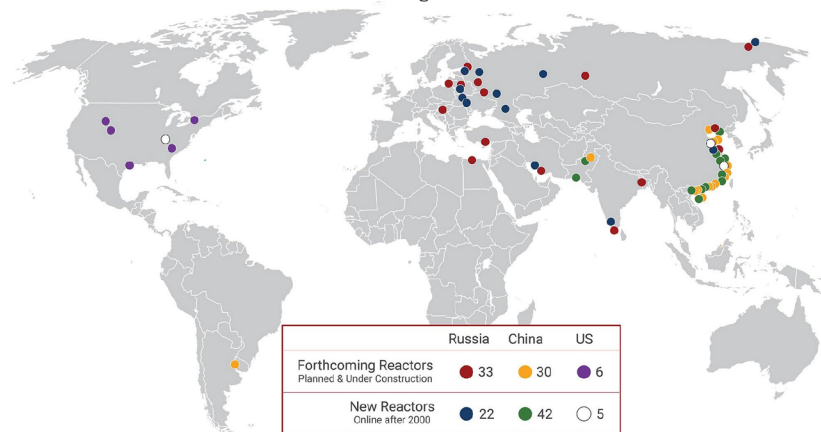 Russia China US
Forthcoming Reactors 33 30 6
Planned & Under Construction
New Reactors 22 42 5
Online after 2000